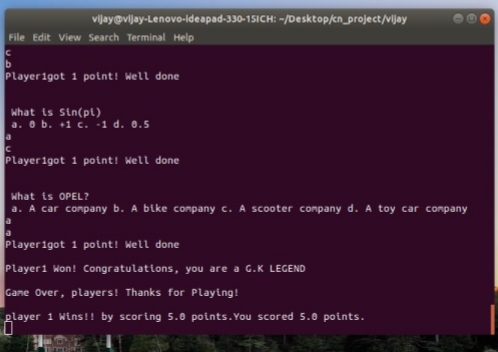 vijay@vijay-Lenovo-ideapad-330-15ICH: ~/Desktop/cn_project/vijay
File Edit View Search Terminal Help
c
b
Player1got 1 point! Well done
What is Sin(pi)
a. 0 b. +1 c. -1 d. 0.5
a
c
Player1got 1 point! Well done
What is OPEL?
a. A car company b. A bike company c. A scooter company d. A toy car company
a
a
Player1got 1 point! Well done
Player1 Won! Congratulations, you are a G.K LEGEND
Game Over, players! Thanks for Playing!
player 1 Wins!! by scoring 5.0 points.You scored 5.0 points.